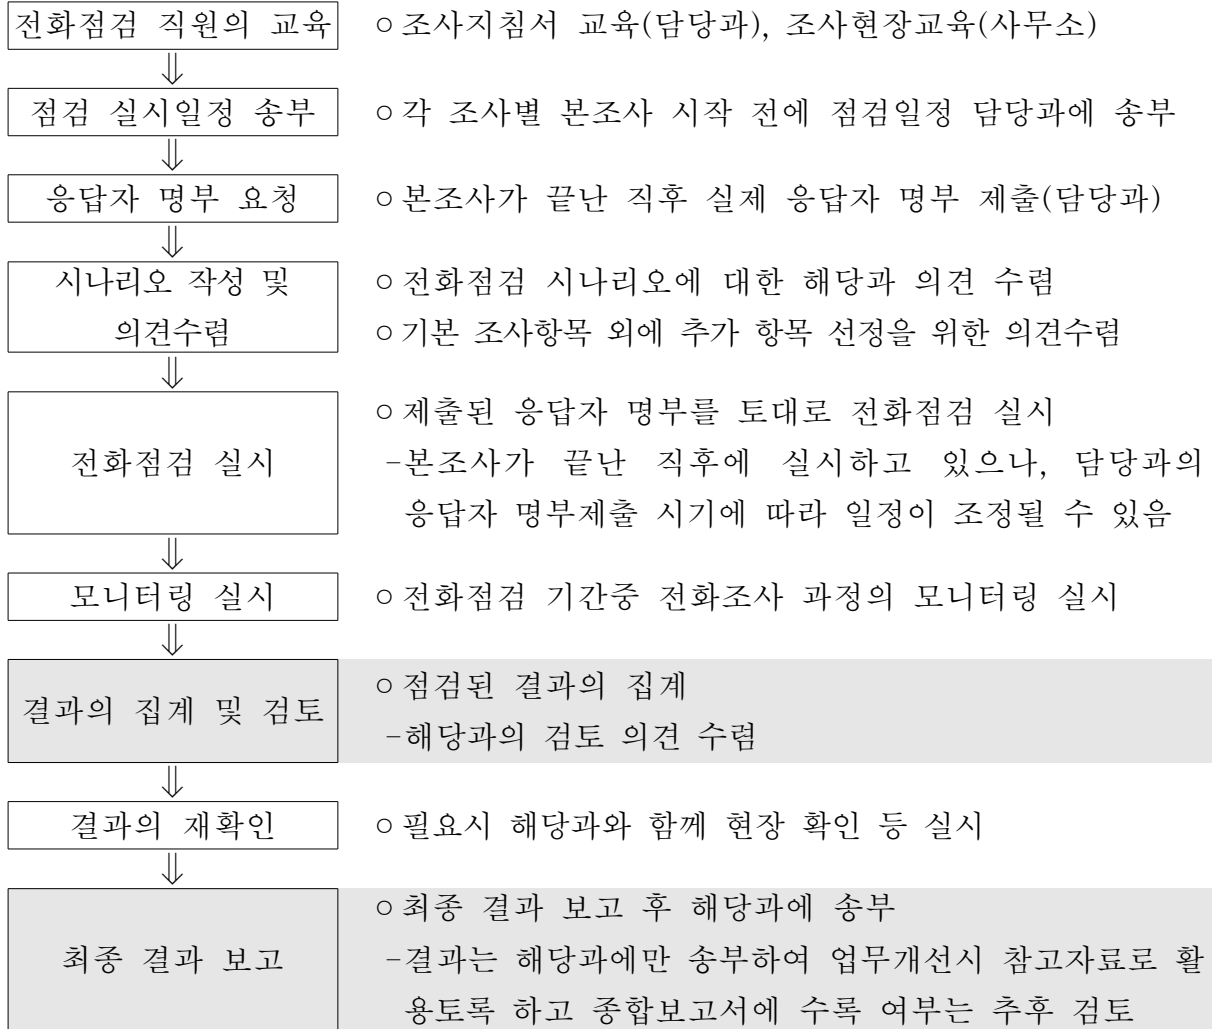 전화점검 직원의 교육 ○조사지침서 교육(담당과), 조사현장교육(사무소)
⇓
점검 실시일정 송부 ○각 조사별 본조사 시작 전에 점검일정 담당과에 송부
⇓
응답자 명부 요청 ○본조사가 끝난 직후 실제 응답자 명부 제출(담당과)
⇓
시나리오 작성 및 ○전화점검 시나리오에 대한 해당과 의견 수렴
의견수렴 ○기본 조사항목 외에 추가 항목 선정을 위한 의견수렴
⇓
○제출된 응답자 명부를 토대로 전화점검 실시
전화점검 실시 -본조사가 끝난 직후에 실시하고 있으나, 담당과의
응답자 명부제출 시기에 따라 일정이 조정될 수 있음
⇓
모니터링 실시 ○전화점검 기간중 전화조사 과정의 모니터링 실시
⇓
결과의 집계 및 검토 ○점검된 결과의 집계
-해당과의 검토 의견 수렴
⇓
결과의 재확인 ○필요시 해당과와 함께 현장 확인 등 실시
⇓
○최종 결과 보고 후 해당과에 송부
최종 결과 보고 -결과는 해당과에만 송부하여 업무개선시 참고자료로 활
용토록 하고 종합보고서에 수록 여부는 추후 검토